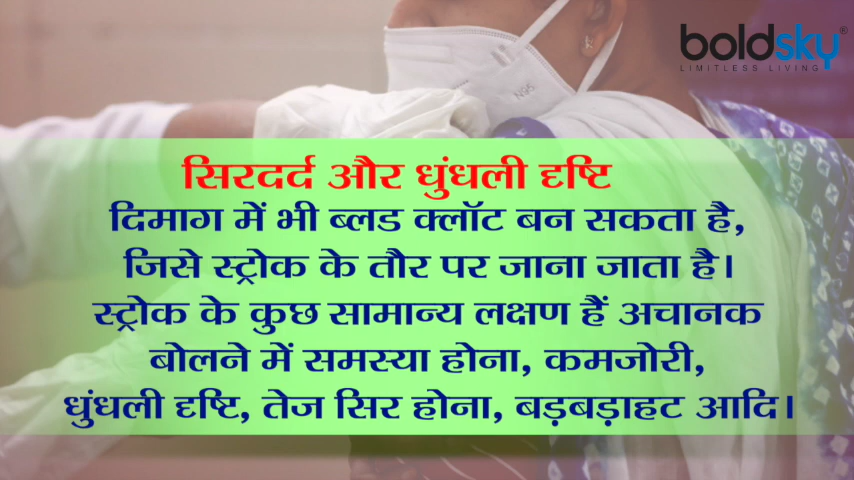 boldsky®
LIMITLESS LIVING
N95
सिरदर्द और धुंधली दृष्टि
दिमाग में भी ब्लड क्लॉट बन सकता है,
जिसे स्ट्रोक के तौर पर जाना जाता है।
स्ट्रोक के कुछ सामान्य लक्षण हैं अचानक
बोलने में समस्या होना, कमजोरी,
धुंधली दृष्टि, तेज सिर होना, बड़बड़ाहट आदि।